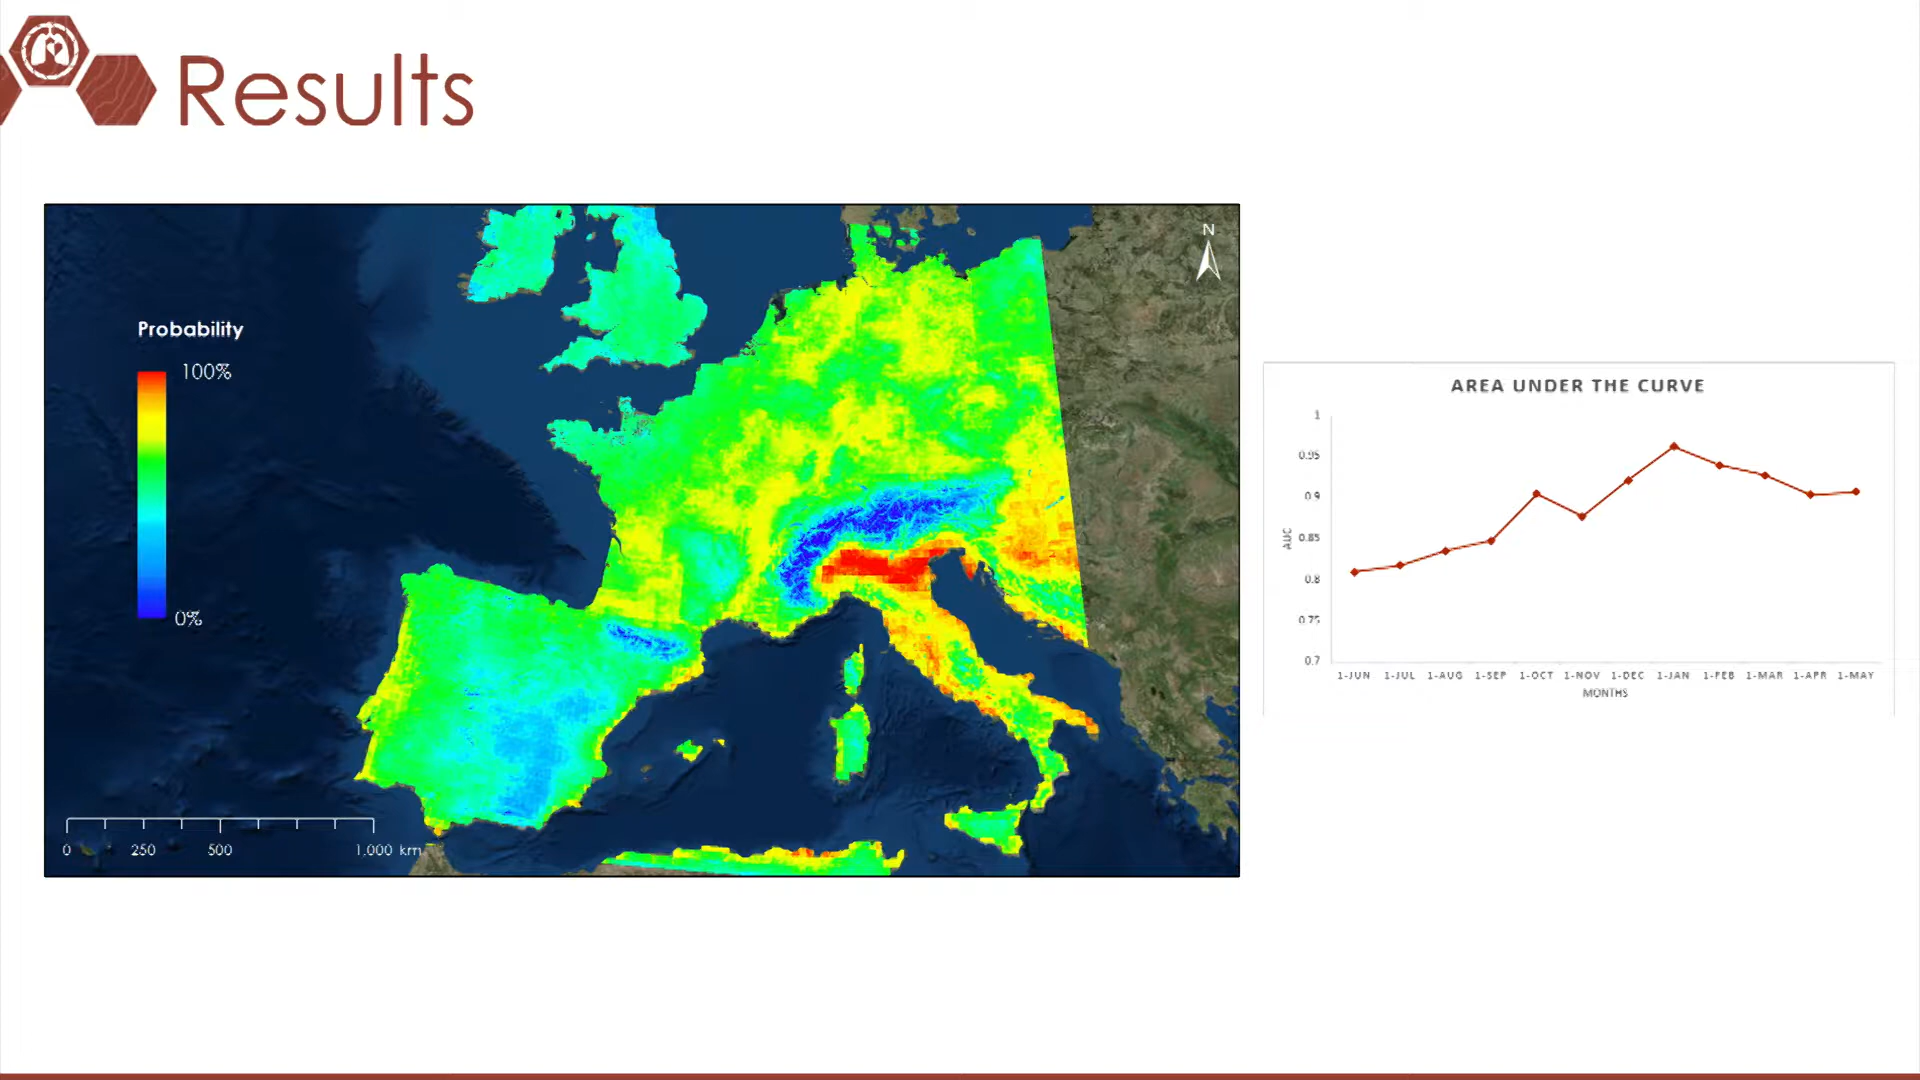 Results
N
Probability
100%
0%
0 250 500 1,000 km
AREA UNDER THE CURVE
1
0.95
0.9
0.85
0.8
0.75
0.7
AUC
1-JUN 1-JUL 1-AUG 1-SEP 1-OCT 1-NOV 1-DEC 1-JAN 1-FEB 1-MAR 1-APR 1-MAY
MONTHS